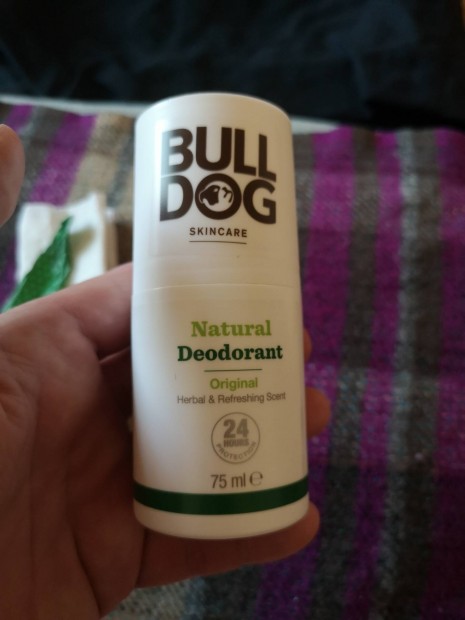 BULL
DOG
SKINCARE
Natural
Deodorant
Original
Herbal & Refreshing Scent
24
HOURS
PROTECTION
75 ml ℮